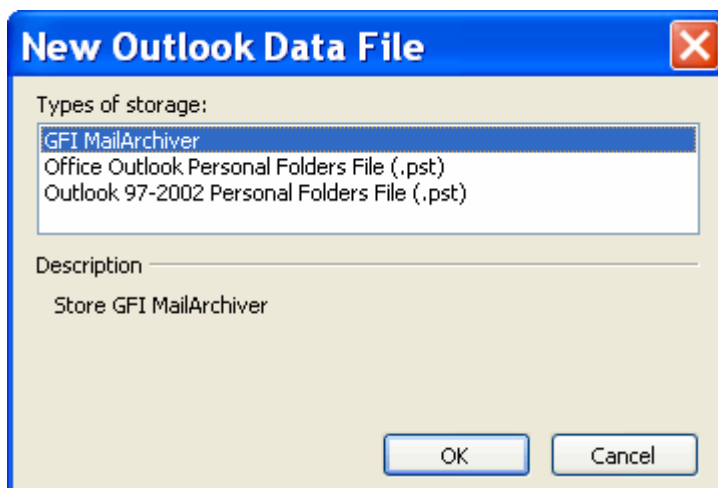 New Outlook Data File
Types of storage:
GFI MailArchiver
Office Outlook Personal Folders File (.pst)
Outlook 97-2002 Personal Folders File (.pst)
Description
Store GFI MailArchiver
OK Cancel